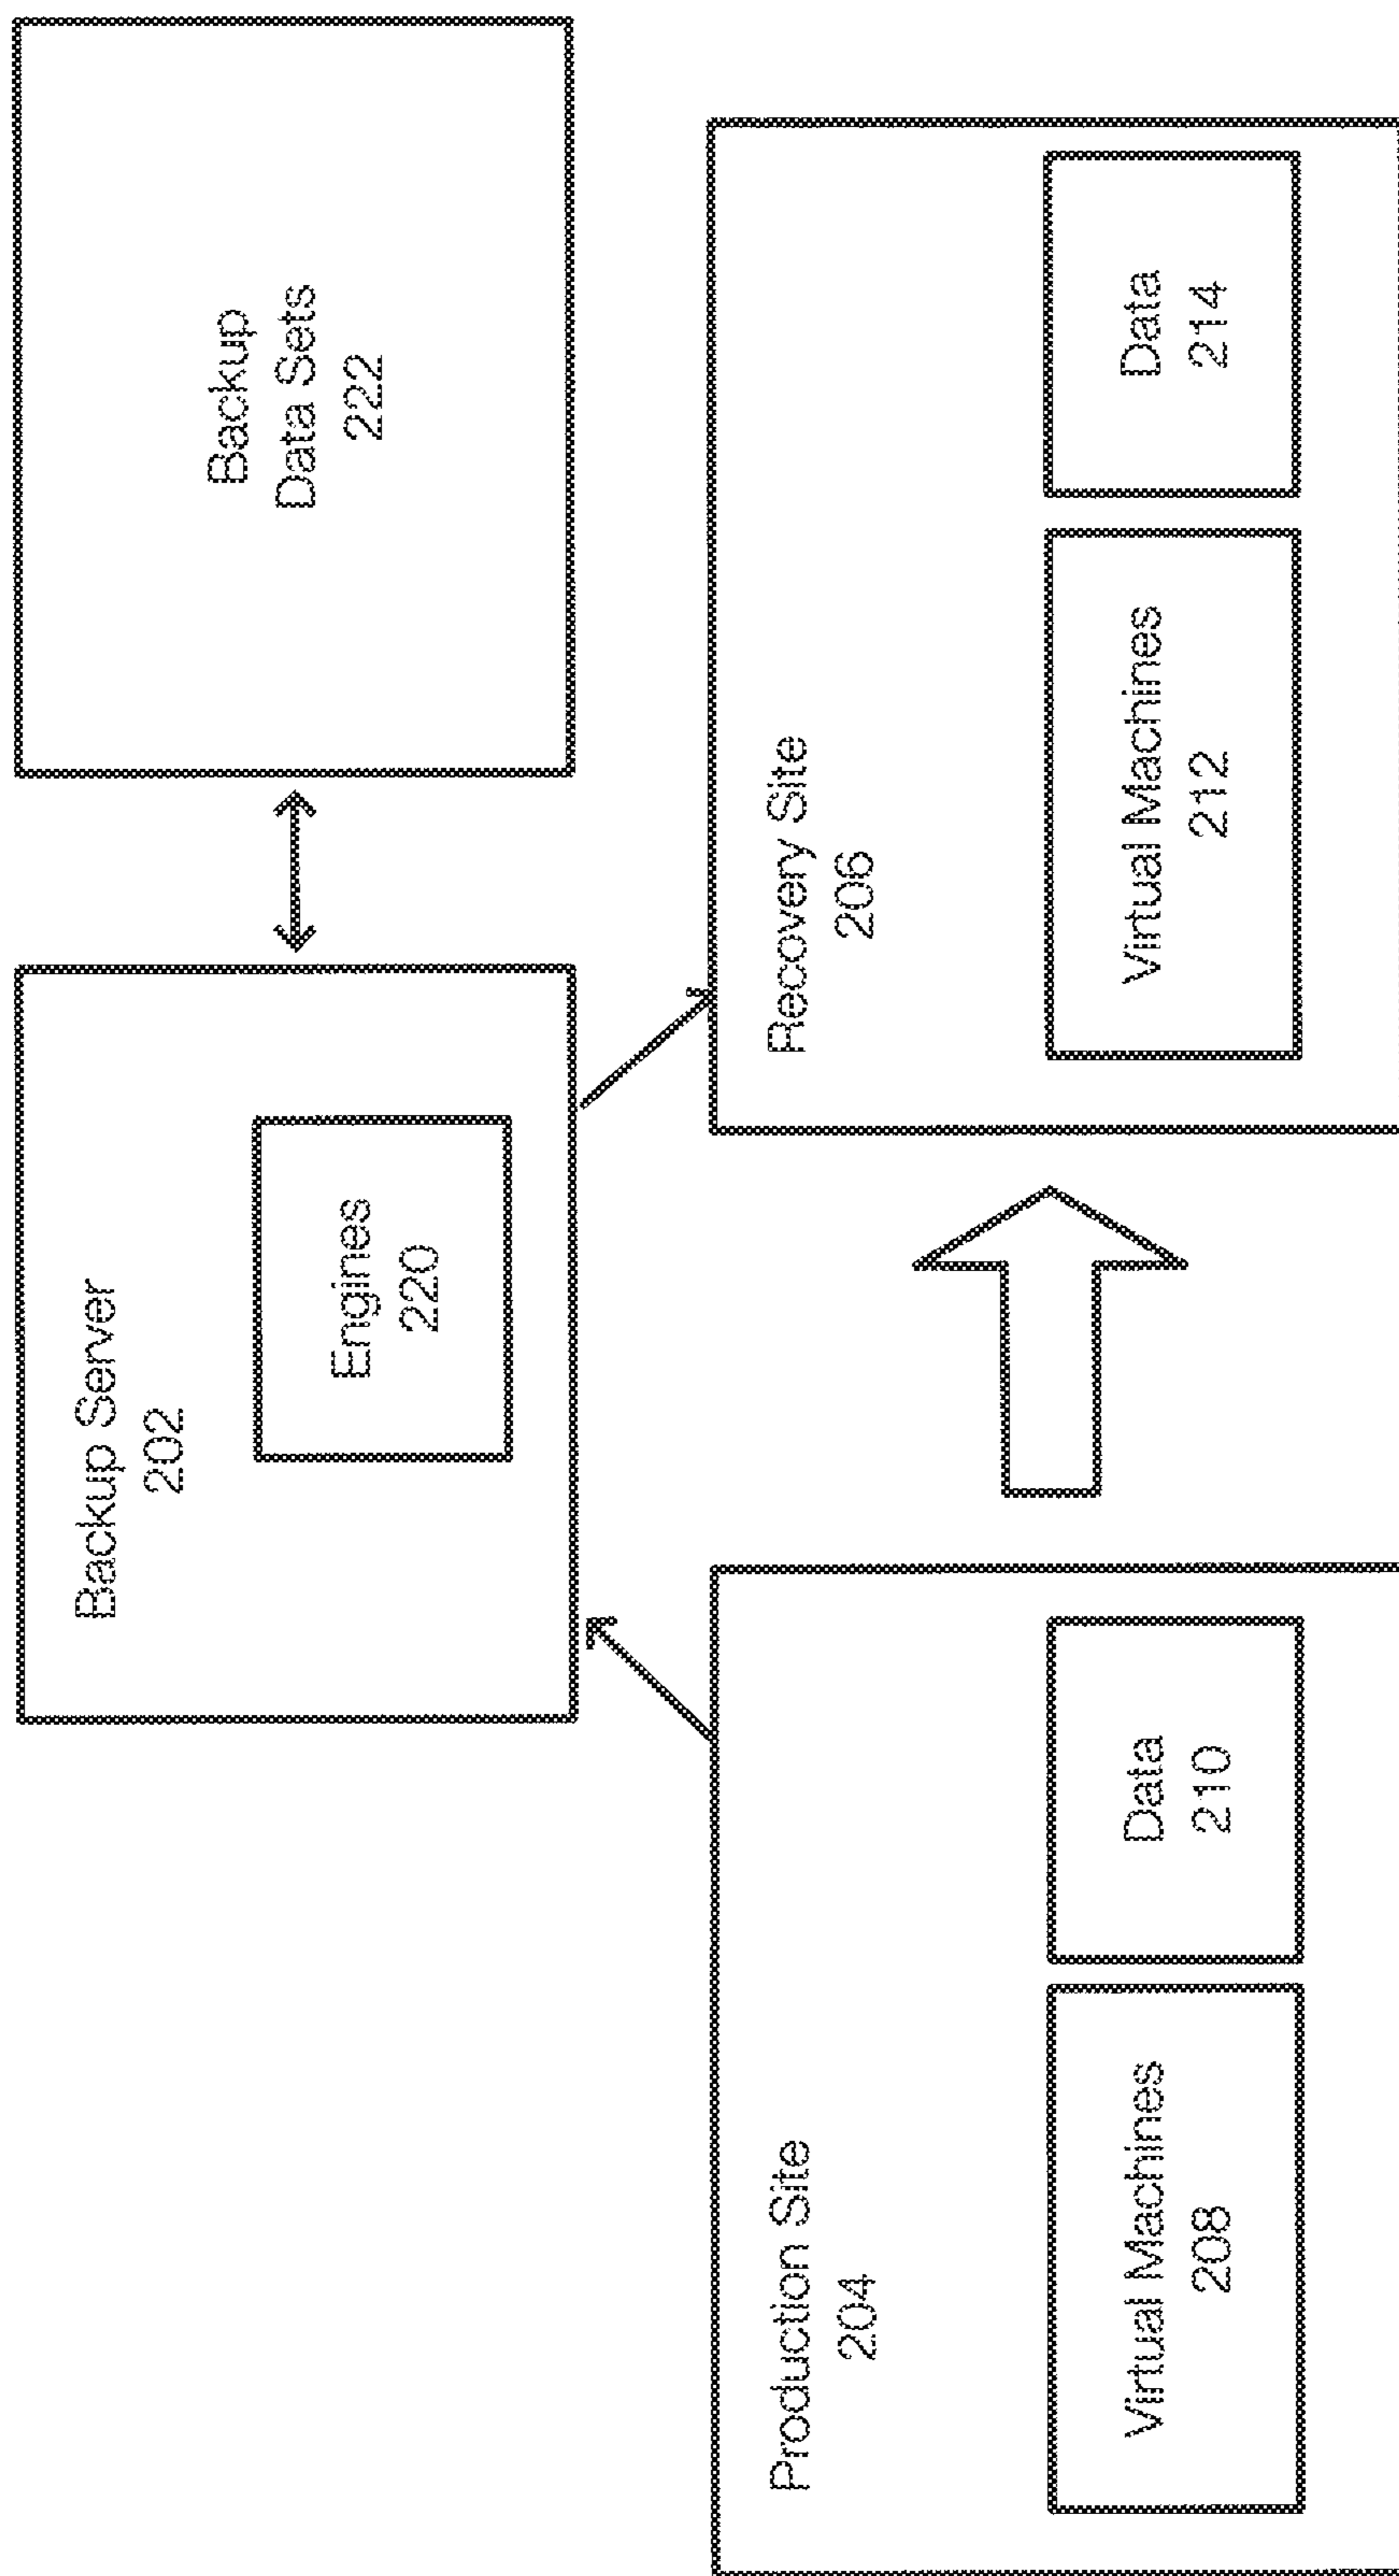 Backup Server
202
Engines
220
Backup
Data Sets
222
Production Site
204
Virtual Machines
208
Data
210
Recovery Site
206
Virtual Machines
212
Data
214